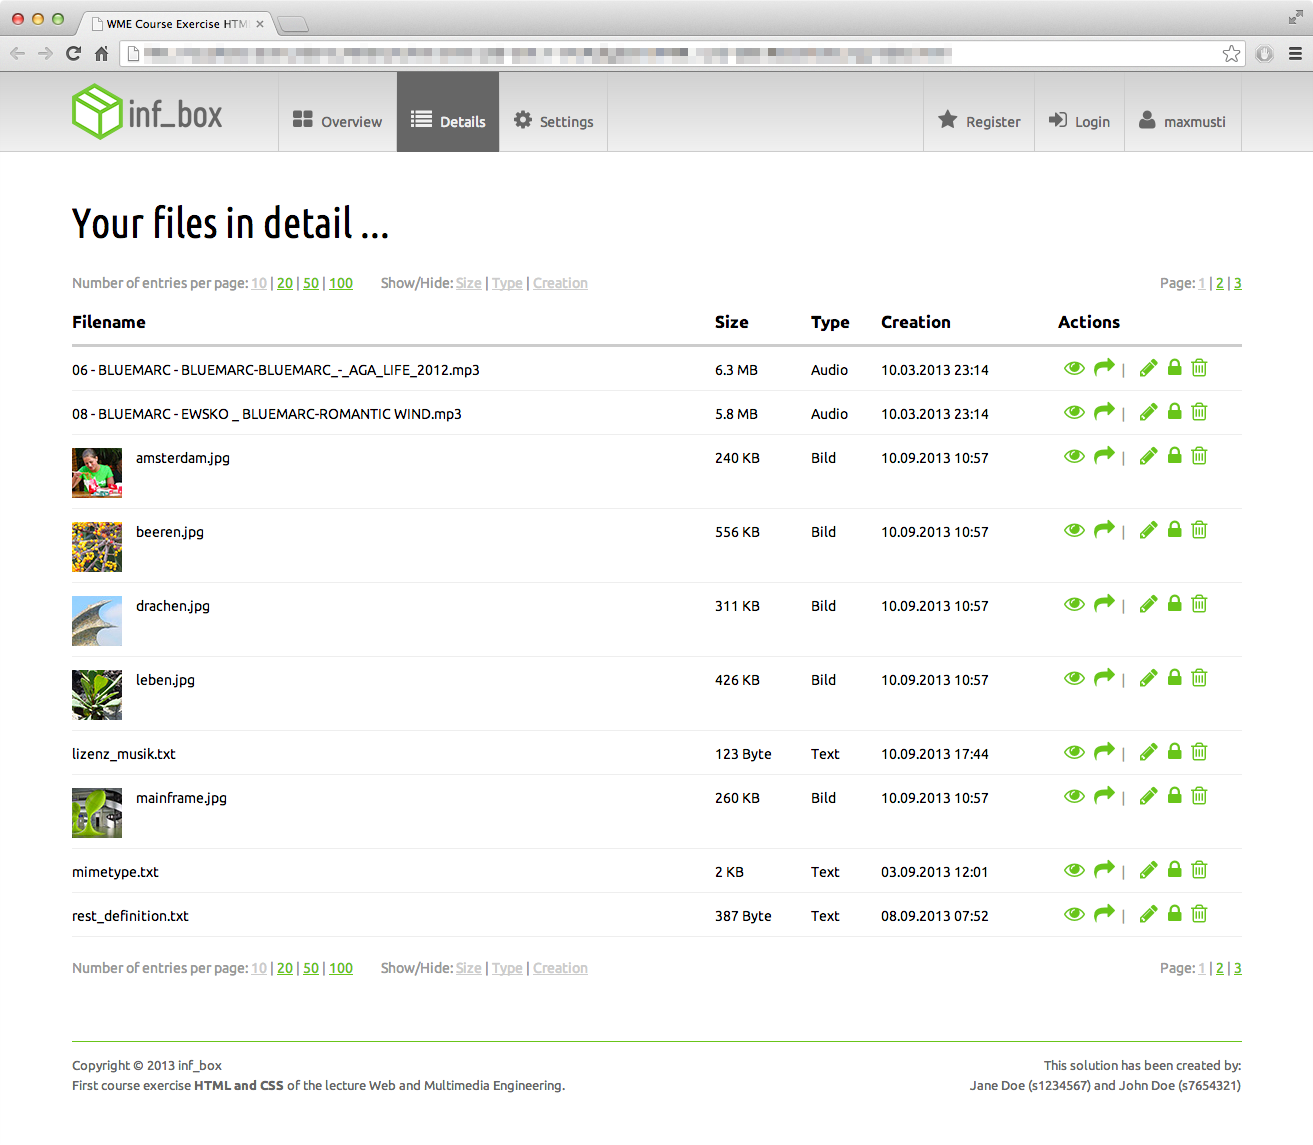 WME Course Exercise HTM
inf_box
Overview
Details
Settings
Register
Login
maxmusti
Your files in detail ...
Number of entries per page: 10 | 20 | 50 | 100 Show/Hide: Size | Type | Creation Page: 1 | 2 | 3
Filename Size Type Creation Actions
06 - BLUEMARC - BLUEMARC-BLUEMARC_-_AGA_LIFE_2012.mp3 6.3 MB Audio 10.03.2013 23:14 |
08 - BLUEMARC - EWSKO _ BLUEMARC-ROMANTIC WIND.mp3 5.8 MB Audio 10.03.2013 23:14 |
amsterdam.jpg 240 KB Bild 10.09.2013 10:57 |
beeren.jpg 556 KB Bild 10.09.2013 10:57 |
drachen.jpg 311 KB Bild 10.09.2013 10:57 |
leben.jpg 426 KB Bild 10.09.2013 10:57 |
lizenz_musik.txt 123 Byte Text 10.09.2013 17:44 |
mainframe.jpg 260 KB Bild 10.09.2013 10:57 |
mimetype.txt 2 KB Text 03.09.2013 12:01 |
rest_definition.txt 387 Byte Text 08.09.2013 07:52 |
Number of entries per page: 10 | 20 | 50 | 100 Show/Hide: Size | Type | Creation Page: 1 | 2 | 3
Copyright © 2013 inf_box
First course exercise HTML and CSS of the lecture Web and Multimedia Engineering.
This solution has been created by:
Jane Doe (s1234567) and John Doe (s7654321)